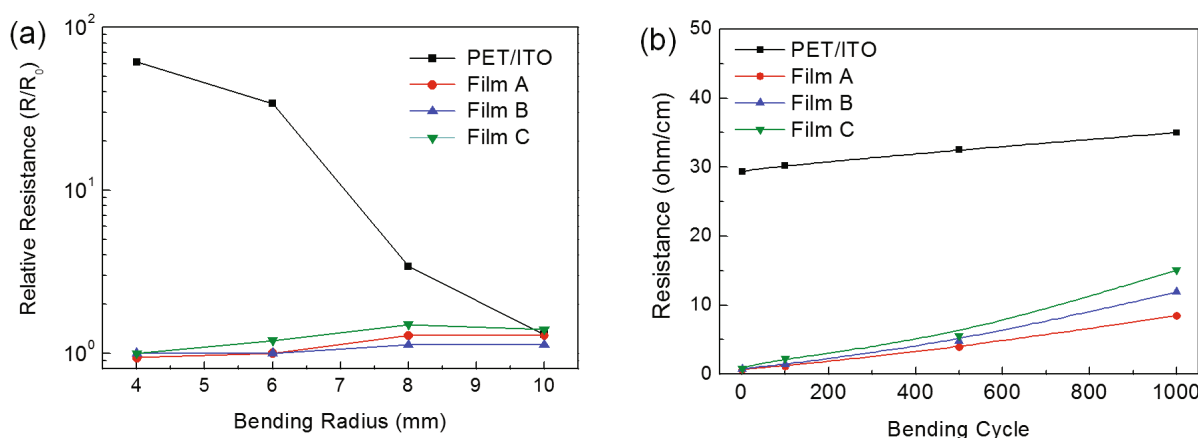 (a)
10²
10¹
10⁰
Relative Resistance (R/R₀)
PET/ITO
Film A
Film B
Film C
4 5 6 7 8 9 10
Bending Radius (mm)
(b)
50
40
30
20
10
0
Resistance (ohm/cm)
PET/ITO
Film A
Film B
Film C
0 200 400 600 800 1000
Bending Cycle